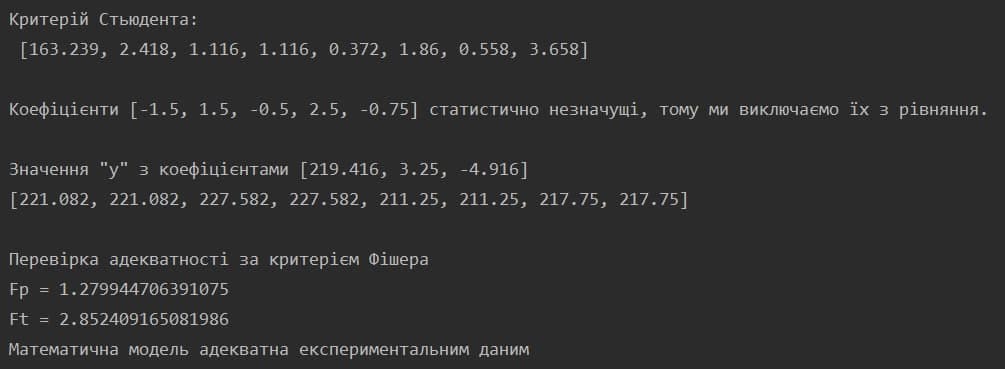 Критерій Стьюдента:
[163.239, 2.418, 1.116, 1.116, 0.372, 1.86, 0.558, 3.658]
Коефіцієнти [-1.5, 1.5, -0.5, 2.5, -0.75] статистично незначущі, тому ми виключаємо їх з рівняння.
Значення "y" з коефіцієнтами [219.416, 3.25, -4.916]
[221.082, 221.082, 227.582, 227.582, 211.25, 211.25, 217.75, 217.75]
Перевірка адекватності за критерієм Фішера
Fp = 1.279944706391075
Ft = 2.852409165081986
Математична модель адекватна експериментальним даним